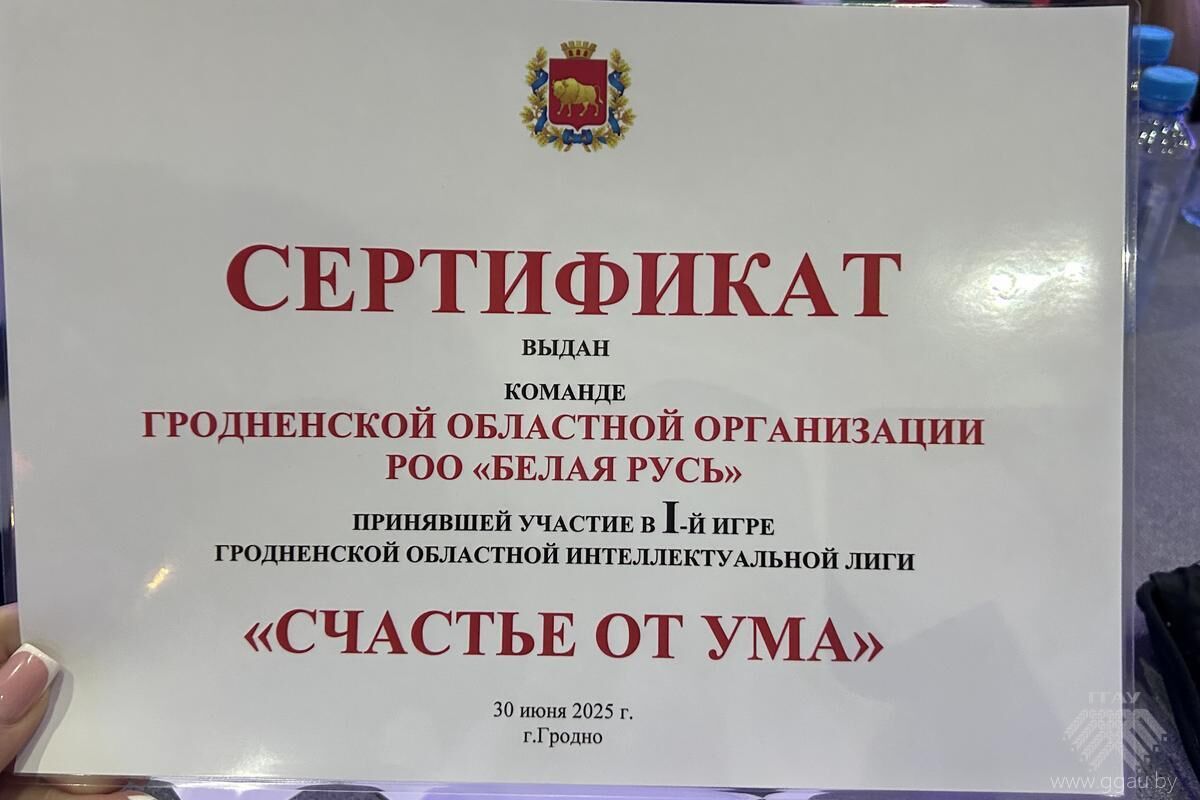 СЕРТИФИКАТ
ВЫДАН
КОМАНДЕ
ГРОДНЕНСКОЙ ОБЛАСТНОЙ ОРГАНИЗАЦИИ
РОО «БЕЛАЯ РУСЬ»
ПРИНЯВШЕЙ УЧАСТИЕ В I-Й ИГРЕ
ГРОДНЕНСКОЙ ОБЛАСТНОЙ ИНТЕЛЛЕКТУАЛЬНОЙ ЛИГИ
«СЧАСТЬЕ ОТ УМА»
30 июня 2025 г.
г.Гродно
ГГАУ
www.ggau.by